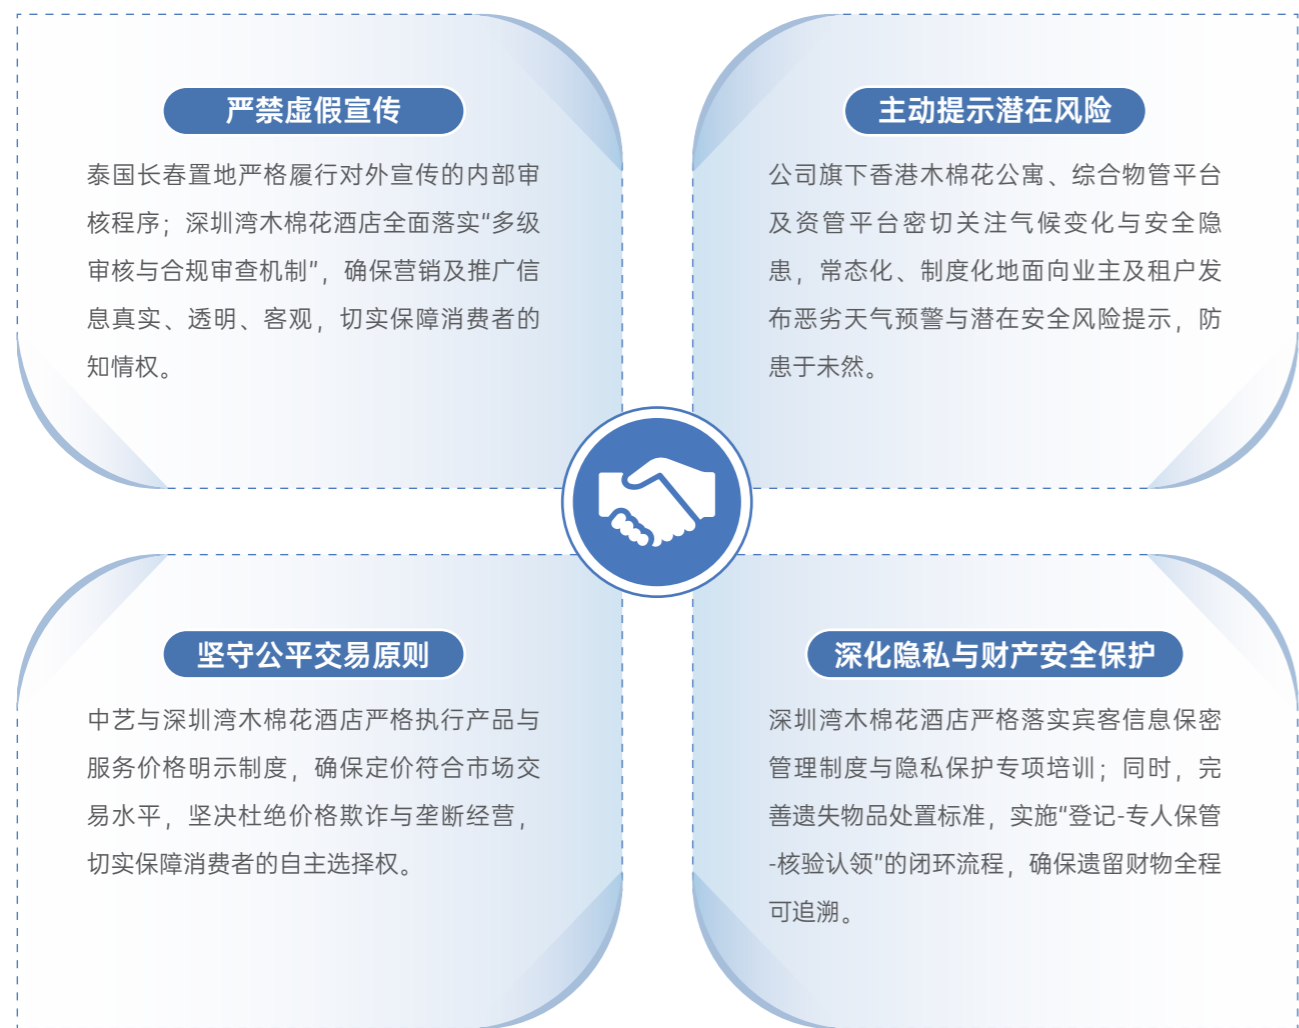 严禁虚假宣传
泰国长春置地严格履行对外宣传的内部审
核程序；深圳湾木棉花酒店全面落实“多级
审核与合规审查机制”，确保营销及推广信
息真实、透明、客观，切实保障消费者的
知情权。
主动提示潜在风险
公司旗下香港木棉花公寓、综合物管平台
及资管平台密切关注气候变化与安全隐
患，常态化、制度化地面向业主及租户发
布恶劣天气预警与潜在安全风险提示，防
患于未然。
坚守公平交易原则
中艺与深圳湾木棉花酒店严格执行产品与
服务价格明示制度，确保定价符合市场交
易水平，坚决杜绝价格欺诈与垄断经营，
切实保障消费者的自主选择权。
深化隐私与财产安全保护
深圳湾木棉花酒店严格落实宾客信息保密
管理制度与隐私保护专项培训；同时，完
善遗失物品处置标准，实施“登记-专人保管
-核验认领”的闭环流程，确保遗留财物全程
可追溯。